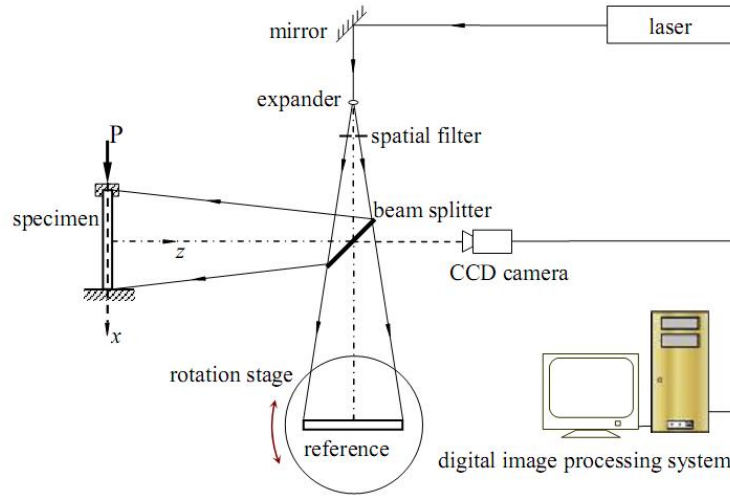 laser
mirror
expander
spatial filter
P
beam splitter
specimen
z
CCD camera
x
rotation stage
reference
digital image processing system